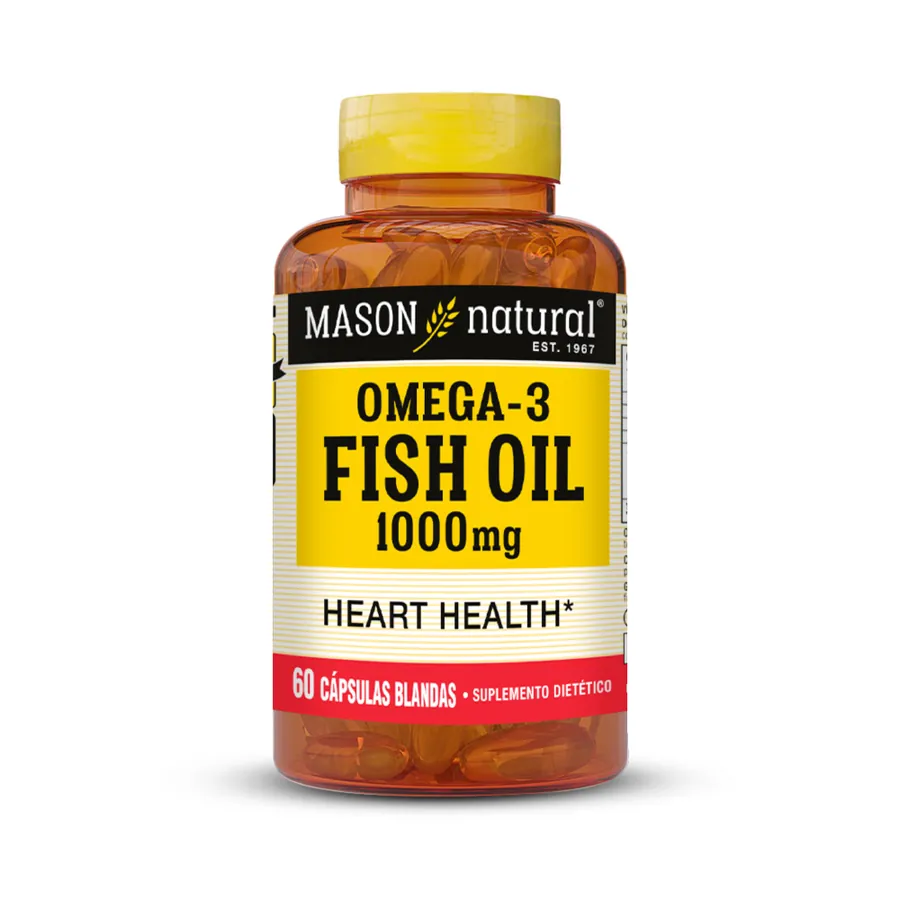 MASON natural®
EST. 1967
OMEGA-3
FISH OIL
1000mg
HEART HEALTH*
60 CÁPSULAS BLANDAS • SUPLEMENTO DIETÉTICO